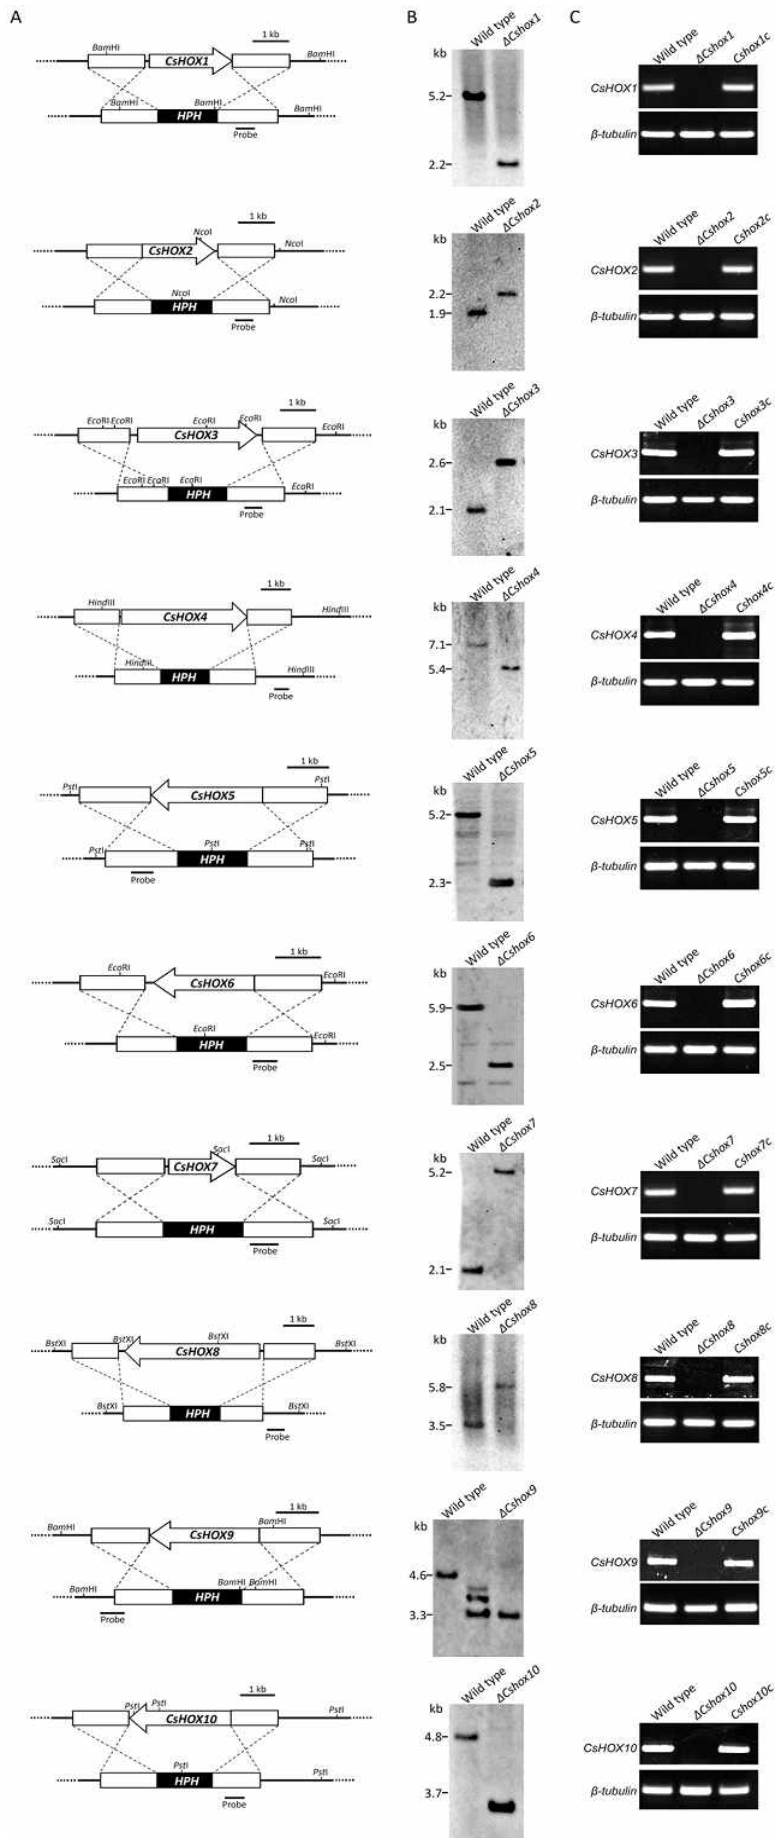 A
B
C
1 kb
BamHI
BamHI
CsHOX1
BamHI
BamHI
BamHI
HPH
Probe
kb
Wild type
ΔCshox1
5.2
2.2
Wild type
ΔCshox1
Cshox1c
CsHOX1
β-tubulin
1 kb
NcoI
NcoI
CsHOX2
NcoI
NcoI
HPH
Probe
kb
Wild type
ΔCshox2
2.2
1.9
Wild type
ΔCshox2
Cshox2c
CsHOX2
β-tubulin
1 kb
EcoRI
EcoRI
EcoRI
EcoRI
EcoRI
CsHOX3
EcoRI
EcoRI
EcoRI
EcoRI
HPH
Probe
kb
Wild type
ΔCshox3
2.6
2.1
Wild type
ΔCshox3
Cshox3c
CsHOX3
β-tubulin
1 kb
HindIII
HindIII
CsHOX4
HindIII
HindIII
HPH
Probe
kb
Wild type
ΔCshox4
7.1
5.4
Wild type
ΔCshox4
Cshox4c
CsHOX4
β-tubulin
1 kb
PstI
PstI
CsHOX5
PstI
PstI
PstI
HPH
Probe
kb
Wild type
ΔCshox5
5.2
2.3
Wild type
ΔCshox5
Cshox5c
CsHOX5
β-tubulin
1 kb
EcoRI
EcoRI
CsHOX6
EcoRI
EcoRI
HPH
Probe
kb
Wild type
ΔCshox6
5.9
2.5
Wild type
ΔCshox6
Cshox6c
CsHOX6
β-tubulin
1 kb
SacI
SacI
SacI
CsHOX7
SacI
SacI
HPH
Probe
kb
Wild type
ΔCshox7
5.2
2.1
Wild type
ΔCshox7
Cshox7c
CsHOX7
β-tubulin
1 kb
BstXI
BstXI
BstXI
BstXI
CsHOX8
BstXI
BstXI
HPH
Probe
kb
Wild type
ΔCshox8
5.8
3.5
Wild type
ΔCshox8
Cshox8c
CsHOX8
β-tubulin
1 kb
BamHI
BamHI
CsHOX9
BamHI
BamHI
BamHI
HPH
Probe
kb
Wild type
ΔCshox9
4.6
3.3
Wild type
ΔCshox9
Cshox9c
CsHOX9
β-tubulin
1 kb
PstI
PstI
PstI
CsHOX10
PstI
PstI
HPH
Probe
kb
Wild type
ΔCshox10
4.8
3.7
Wild type
ΔCshox10
Cshox10c
CsHOX10
β-tubulin